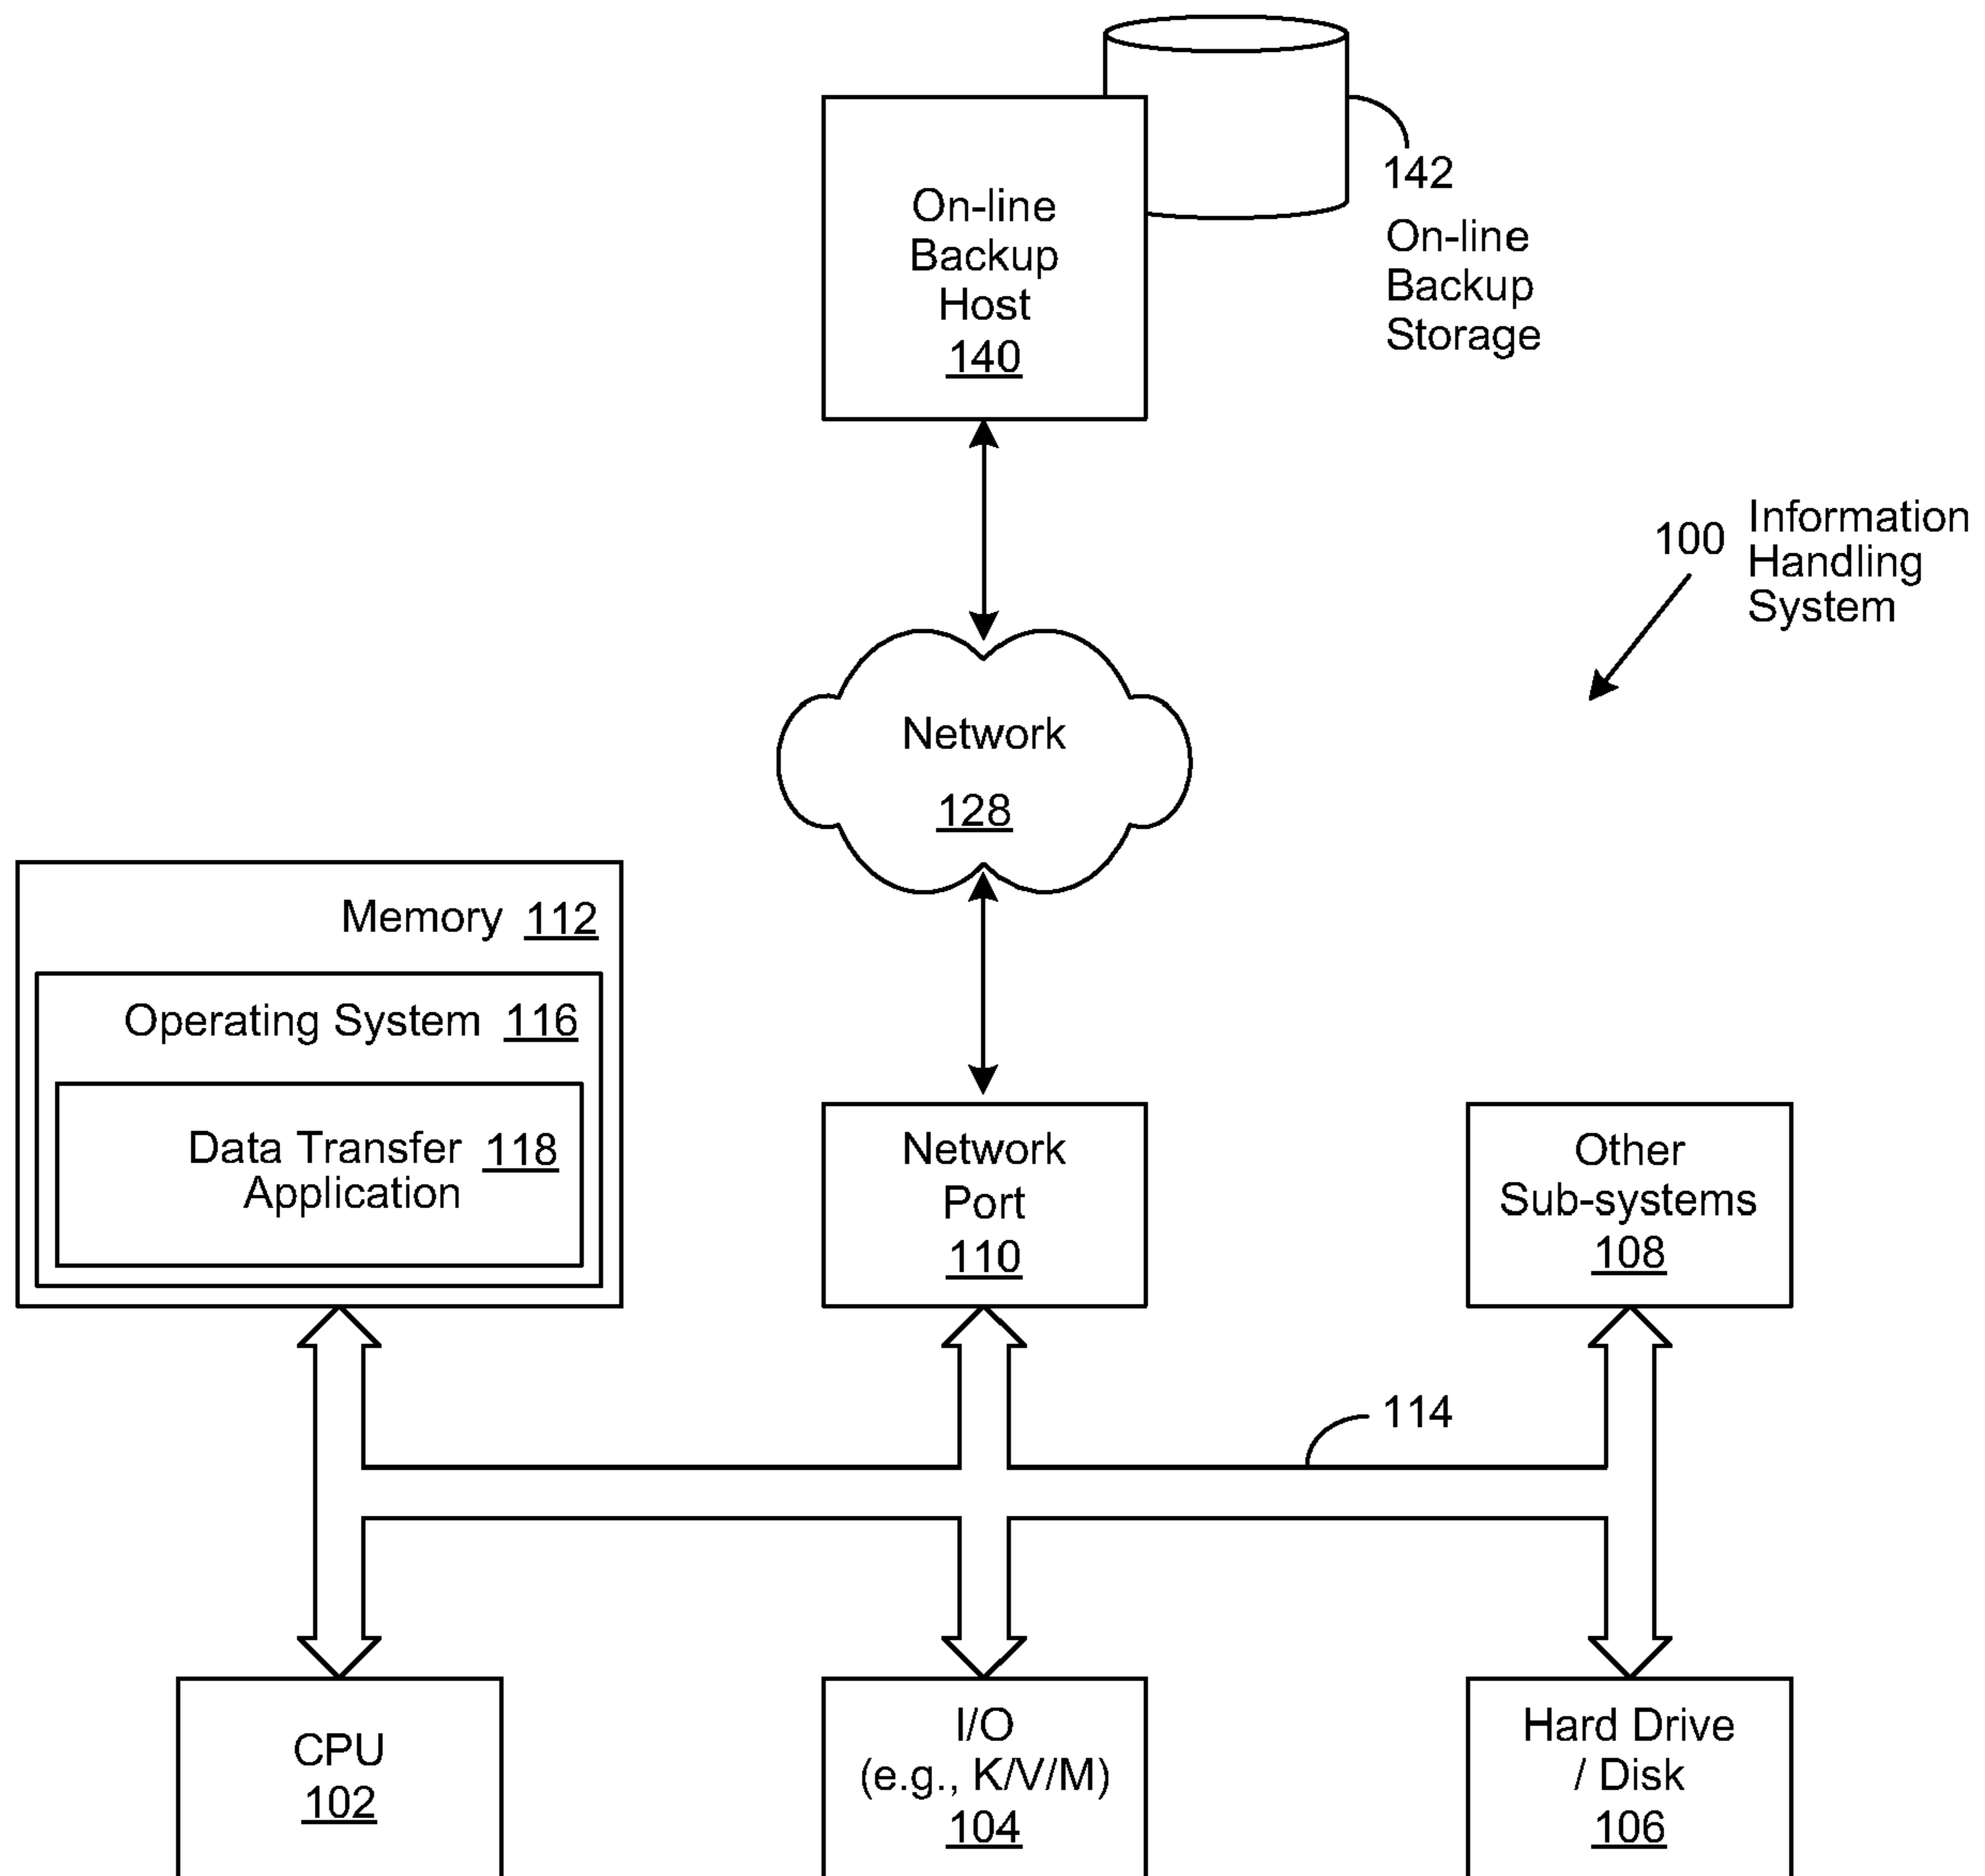 On-line
Backup
Host
140
142
On-line
Backup
Storage
100
Information
Handling
System
Network
128
Memory 112
Operating System 116
Data Transfer 118
Application
Network
Port
110
Other
Sub-systems
108
114
CPU
102
I/O
(e.g., K/V/M)
104
Hard Drive
/ Disk
106